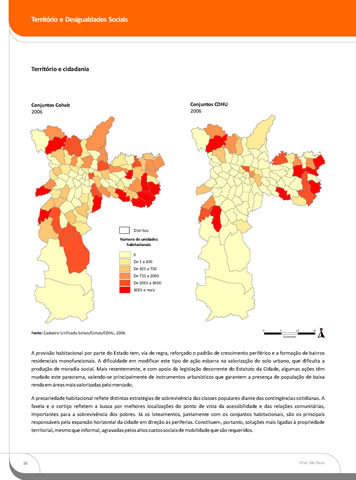 Território e Desigualdades Sociais
Território e cidadania
Conjuntos Cohab
2006
Conjuntos CDHU
2006
Distritos
Número de unidades
habitacionais
0
De 1 a 300
De 301 a 750
De 751 a 2000
De 2001 a 8000
8001 e mais
Fonte: Cadastro Unificado Sehab/Cohab/CDHU, 2006.
A provisão habitacional por parte do Estado tem, via de regra, reforçado o padrão de crescimento periférico e a formação de bairros
residenciais monofuncionais. A dificuldade em modificar este tipo de ação esbarra na valorização do solo urbano, que dificulta a
produção de moradia social. Mais recentemente, e com apoio da legislação decorrente do Estatuto da Cidade, algumas ações têm
mudado este panorama, valendo-se principalmente de instrumentos urbanísticos que garantem a presença de população de baixa
renda em áreas mais valorizadas pelo mercado.
A precariedade habitacional reflete distintas estratégias de sobrevivência das classes populares diante das contingências cotidianas. A
favela e o cortiço refletem a busca por melhores localizações do ponto de vista da acessibilidade e das relações comunitárias,
importantes para a sobrevivência dos pobres. Já os loteamentos, juntamente com os conjuntos habitacionais, são os principais
responsáveis pela expansão horizontal da cidade em direção às periferias. Constituem, portanto, soluções mais ligadas à propriedade
territorial, mesmo que informal, agravadas pelos altos custos sociais de mobilidade que são requeridos.